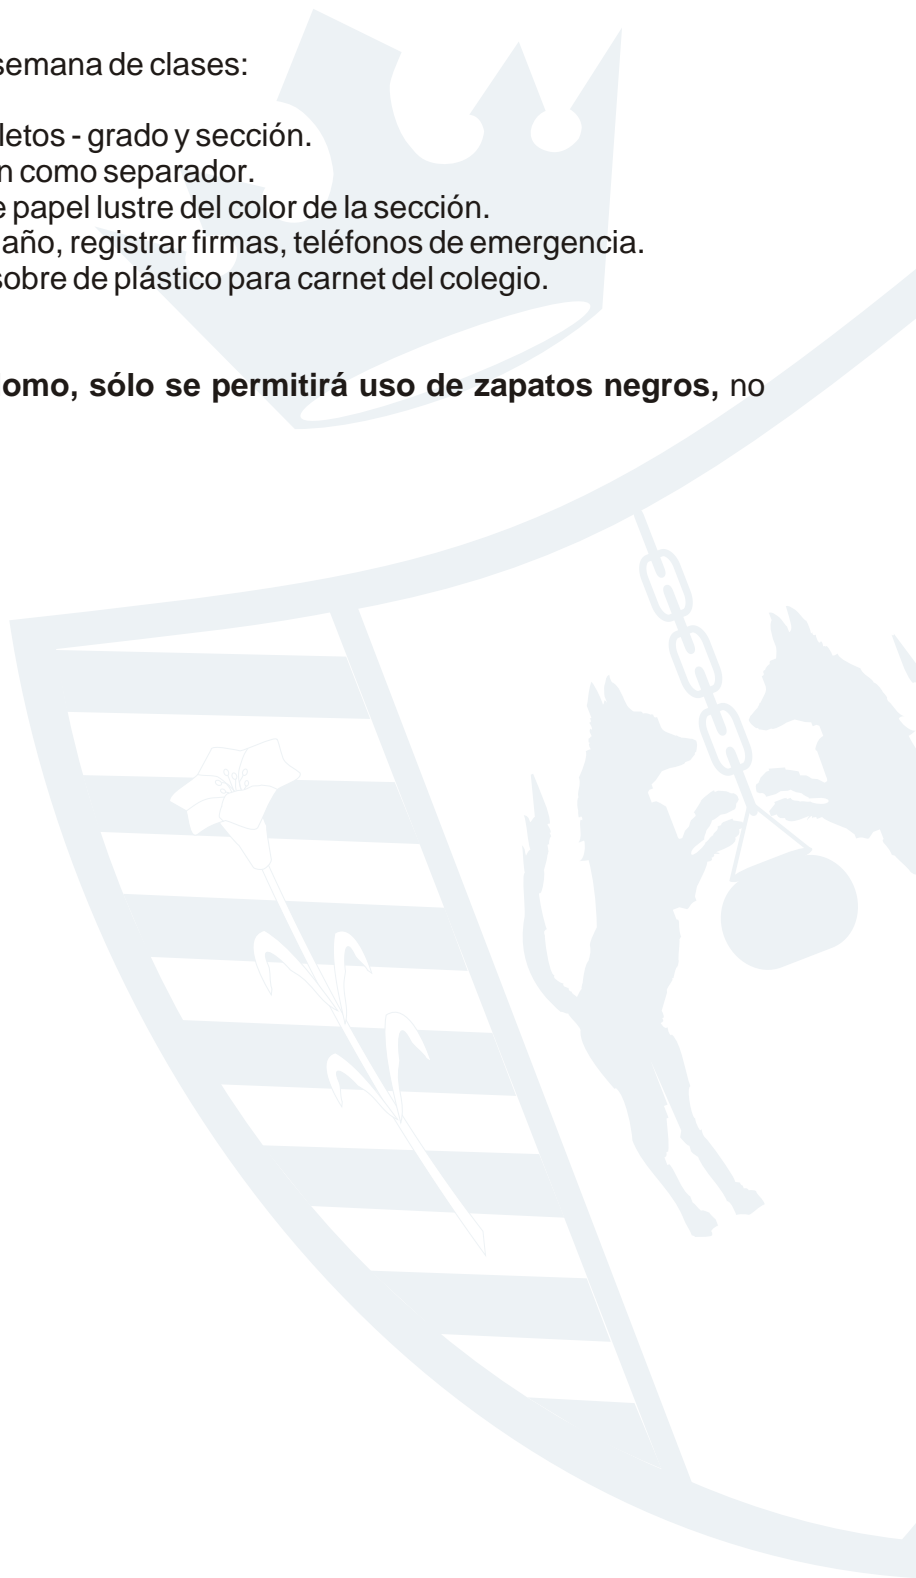 semana de clases:
letos - grado y sección.
n como separador.
e papel lustre del color de la sección.
año, registrar firmas, teléfonos de emergencia.
sobre de plástico para carnet del colegio.
omo, sólo se permitirá uso de zapatos negros, no